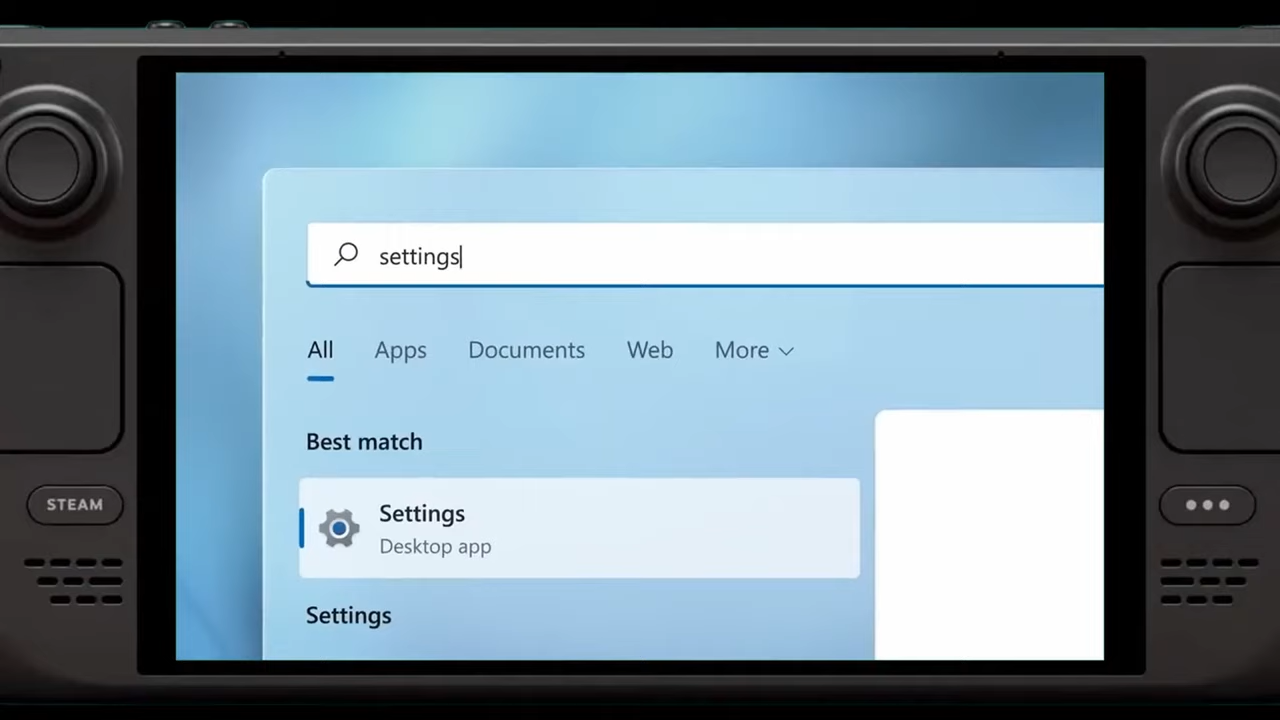 settings
All Apps Documents Web More
Best match
Settings
Desktop app
STEAM
Settings